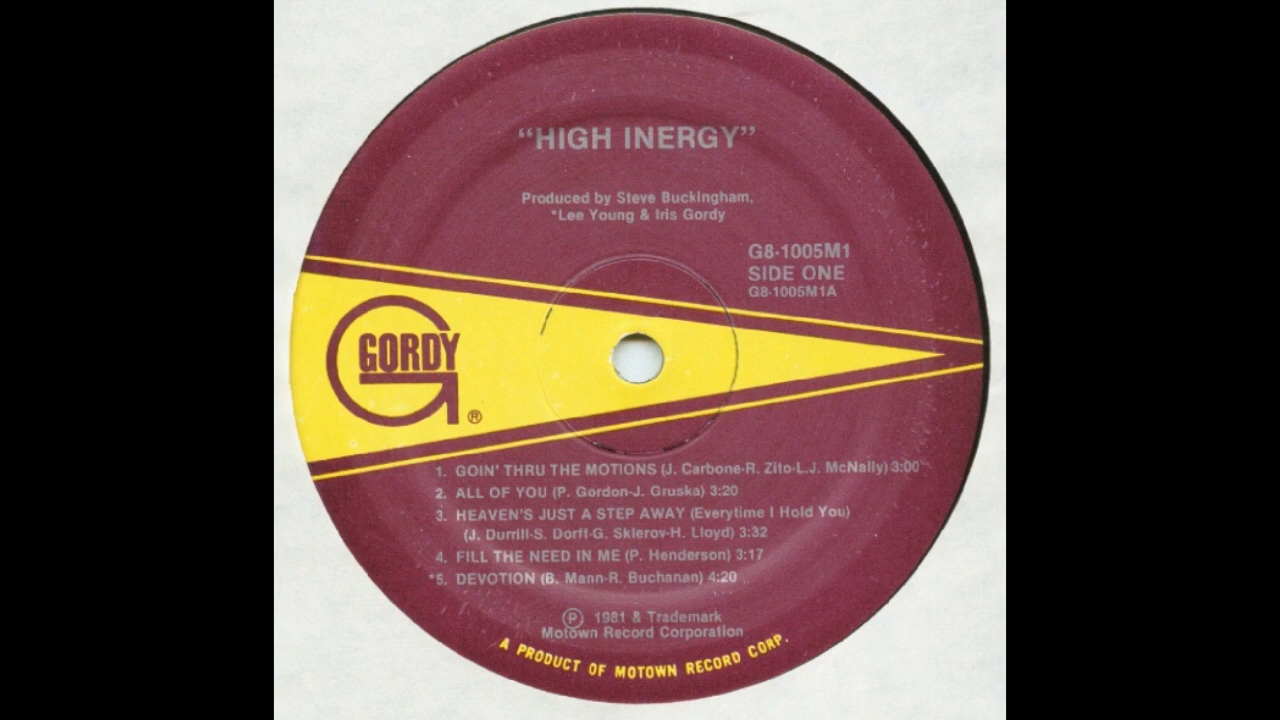 “HIGH INERGY”
Produced by Steve Buckingham,
*Lee Young & Iris Gordy
G8-1005M1
SIDE ONE
G8-1005M1A
GORDY
®
1. GOIN' THRU THE MOTIONS (J. Carbone-R. Zito-L.J. McNally) 3:00
2. ALL OF YOU (P. Gordon-J. Gruska) 3:20
3. HEAVEN'S JUST A STEP AWAY (Everytime I Hold You)
(J. Durrill-S. Dorff-G. Sklerov-H. Lloyd) 3:32
4. FILL THE NEED IN ME (P. Henderson) 3:17
*5. DEVOTION (B. Mann-R. Buchanan) 4:20
℗ 1981 & Trademark
Motown Record Corporation
A PRODUCT OF MOTOWN RECORD CORP.